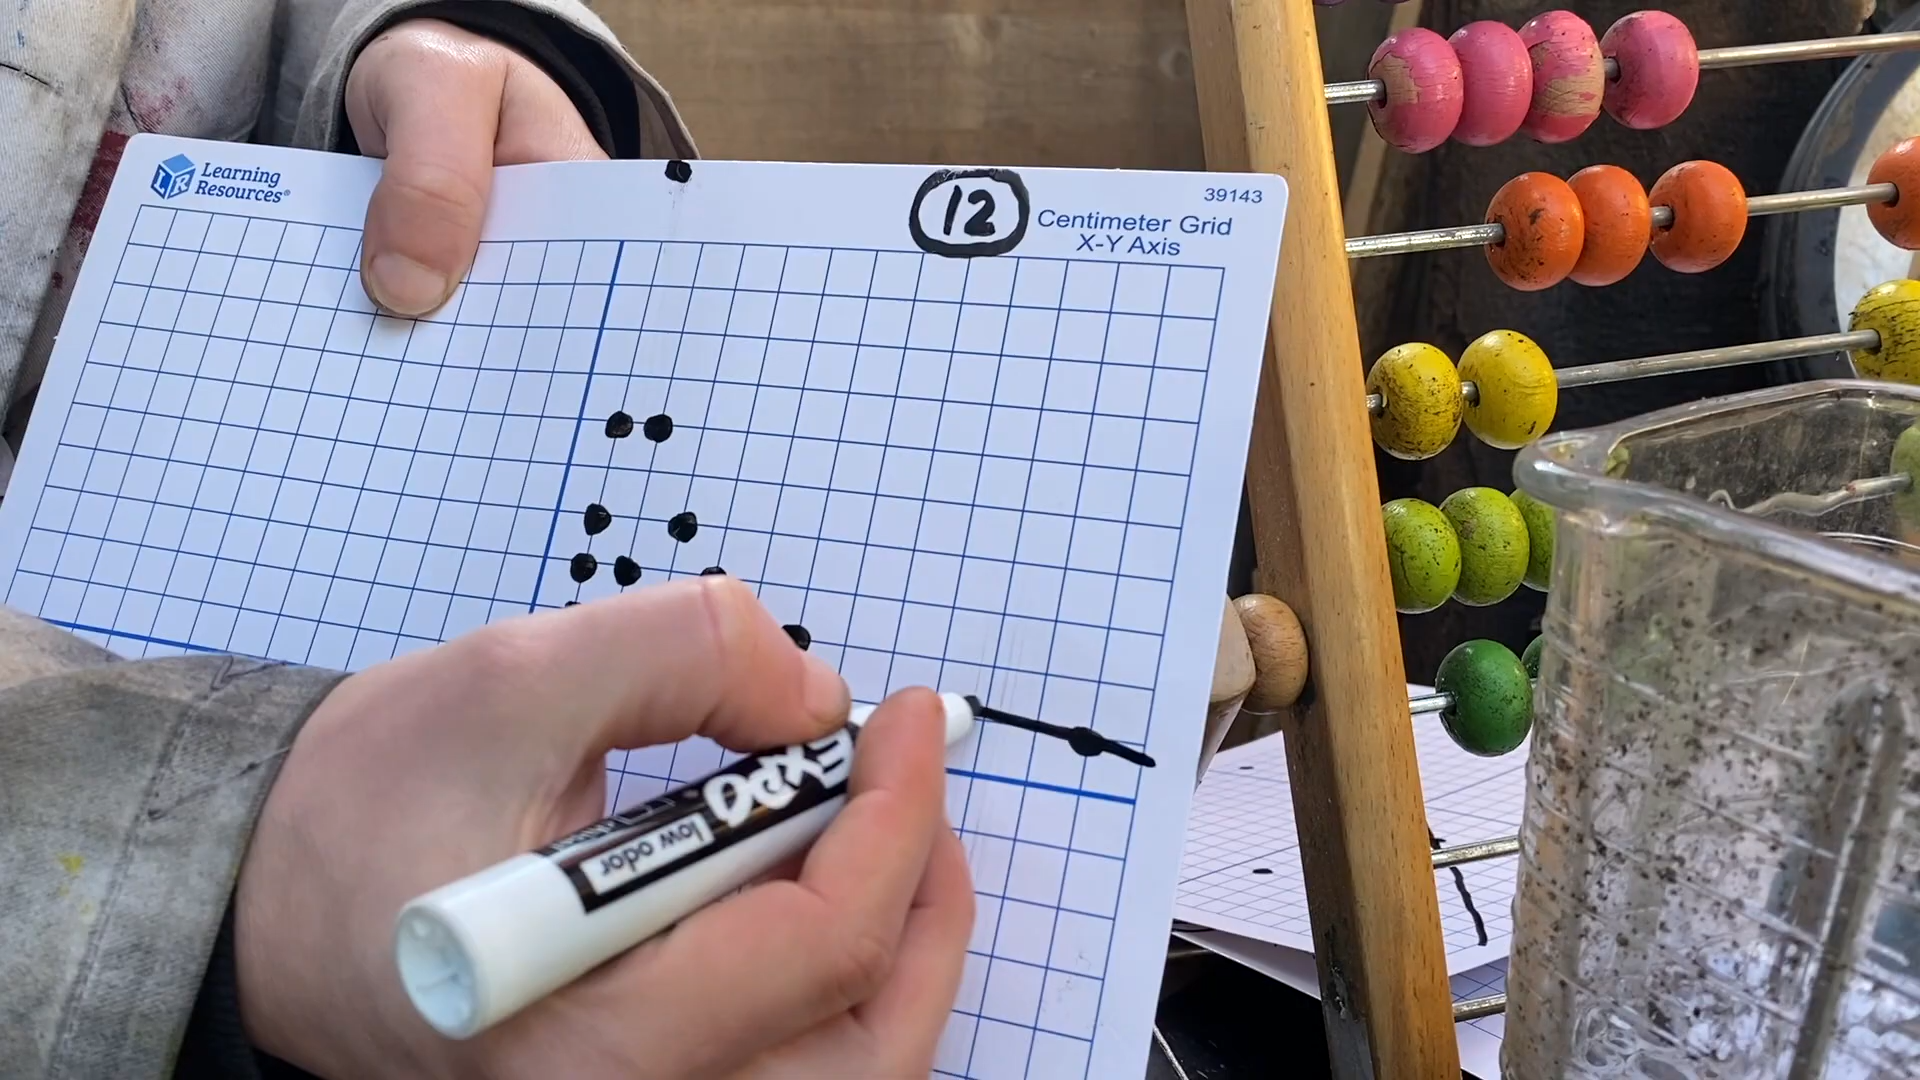 Learning
Resources®
12
39143
Centimeter Grid
X-Y Axis
EXPO
low odor